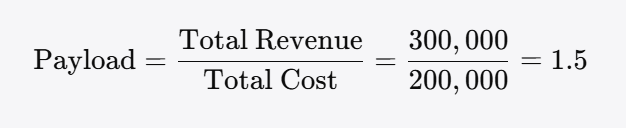 Payload = Total Revenue / Total Cost = 300,000 / 200,000 = 1.5